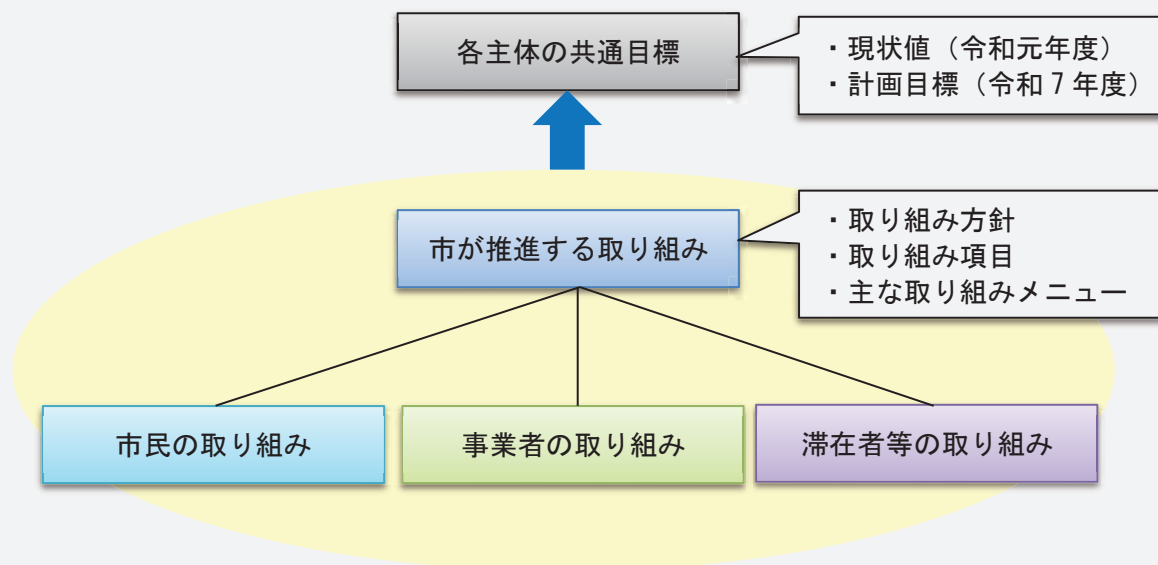 各主体の共通目標
・現状値（令和元年度）
・計画目標（令和７年度）
市が推進する取り組み
・取り組み方針
・取り組み項目
・主な取り組みメニュー
市民の取り組み
事業者の取り組み
滞在者等の取り組み